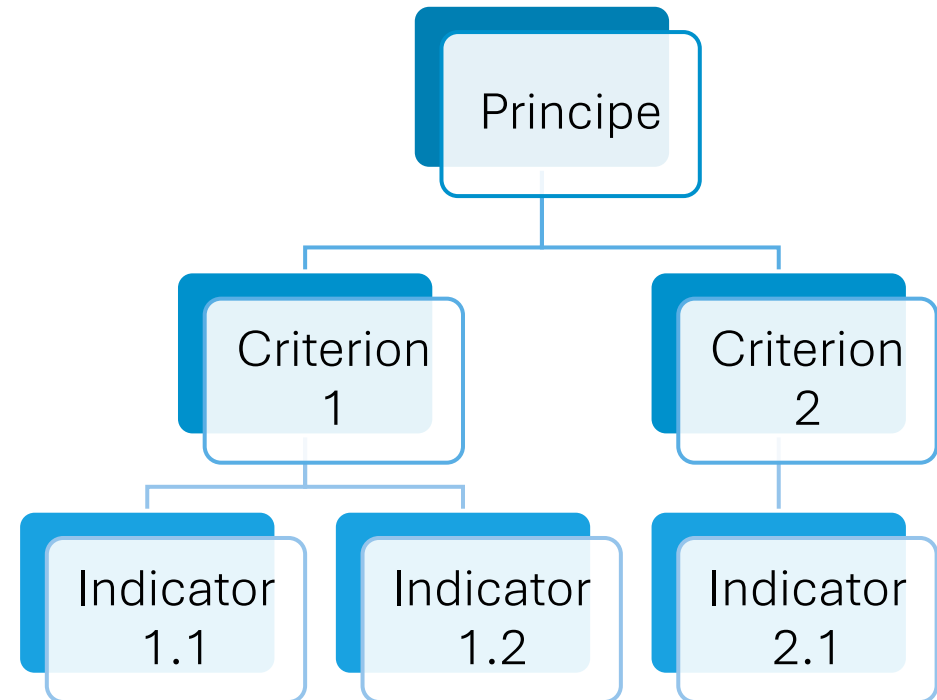 Principe
Criterion
1
Criterion
2
Indicator
1.1
Indicator
1.2
Indicator
2.1